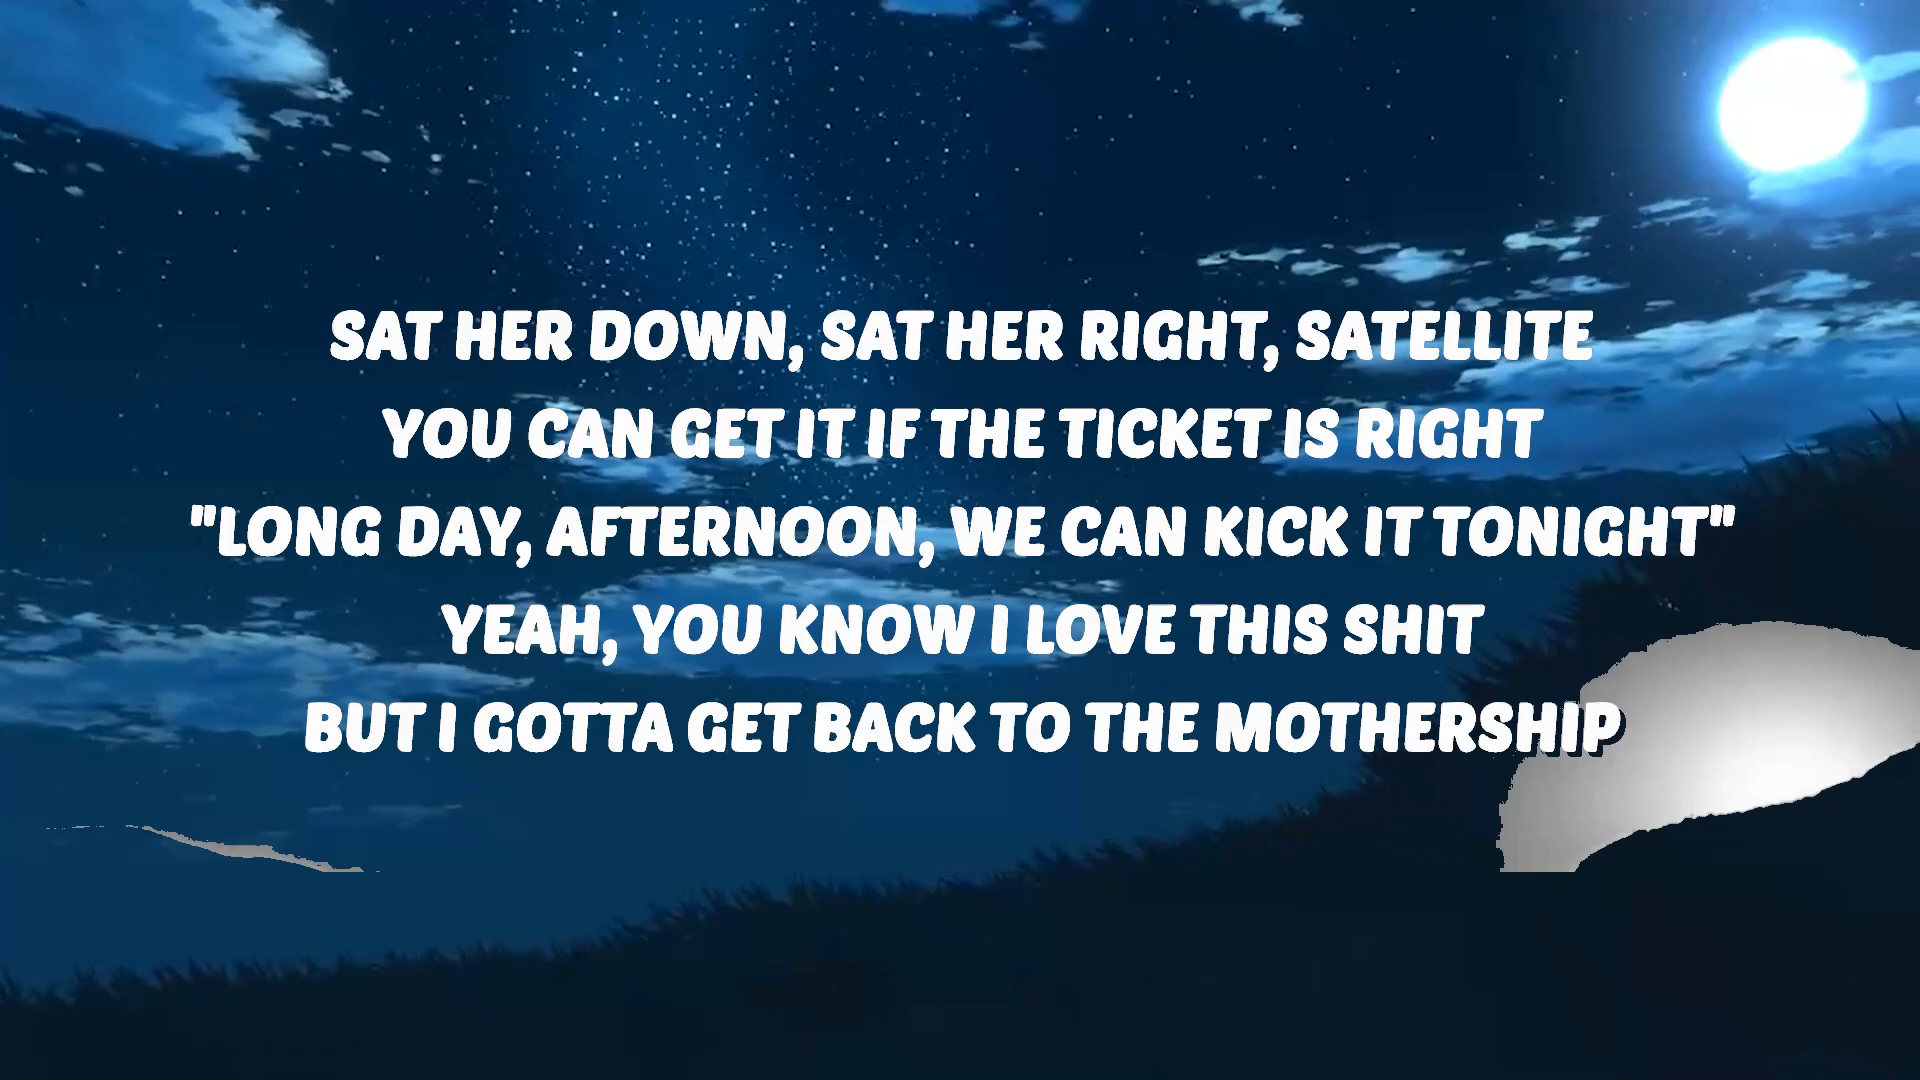 SAT HER DOWN, SAT HER RIGHT, SATELLITE
YOU CAN GET IT IF THE TICKET IS RIGHT
"LONG DAY, AFTERNOON, WE CAN KICK IT TONIGHT"
YEAH, YOU KNOW I LOVE THIS SHIT
BUT I GOTTA GET BACK TO THE MOTHERSHIP